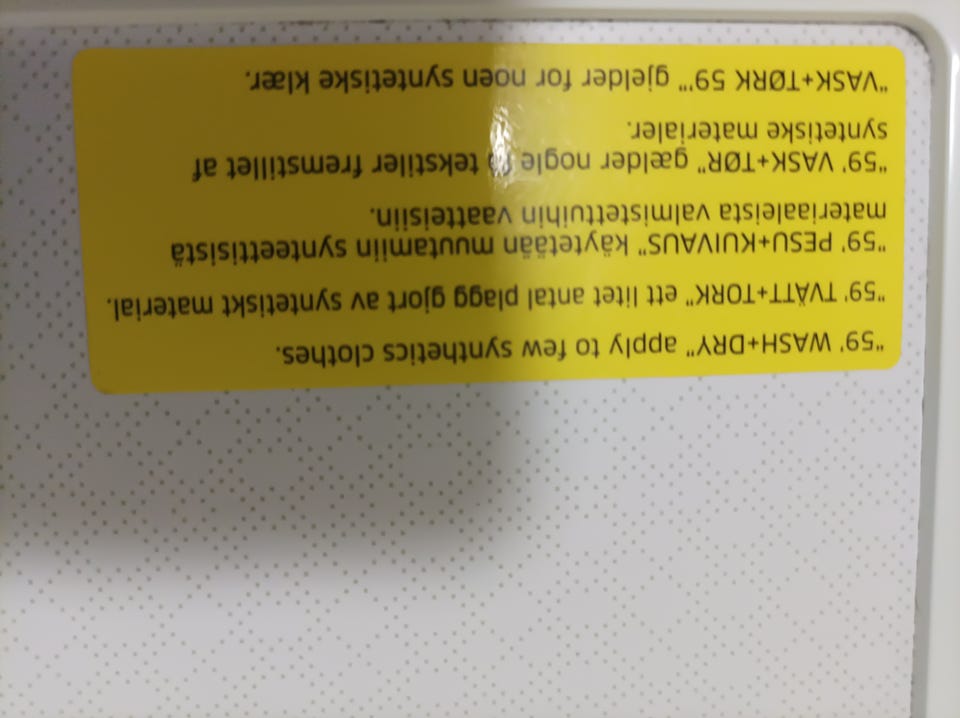 "59' WASH+DRY" apply to few synthetics clothes.
"59' TVÄTT+TORK" ett litet antal plagg gjort av syntetiskt material.
"59' PESU+KUIVAUS" käytetään muutamiin synteettisistä
materiaaleista valmistettuihin vaatteisiin.
"59' VASK+TØR" gælder nogle få tekstiler fremstillet af
syntetiske materialer.
"VASK+TØRK 59'" gjelder for noen syntetiske klær.